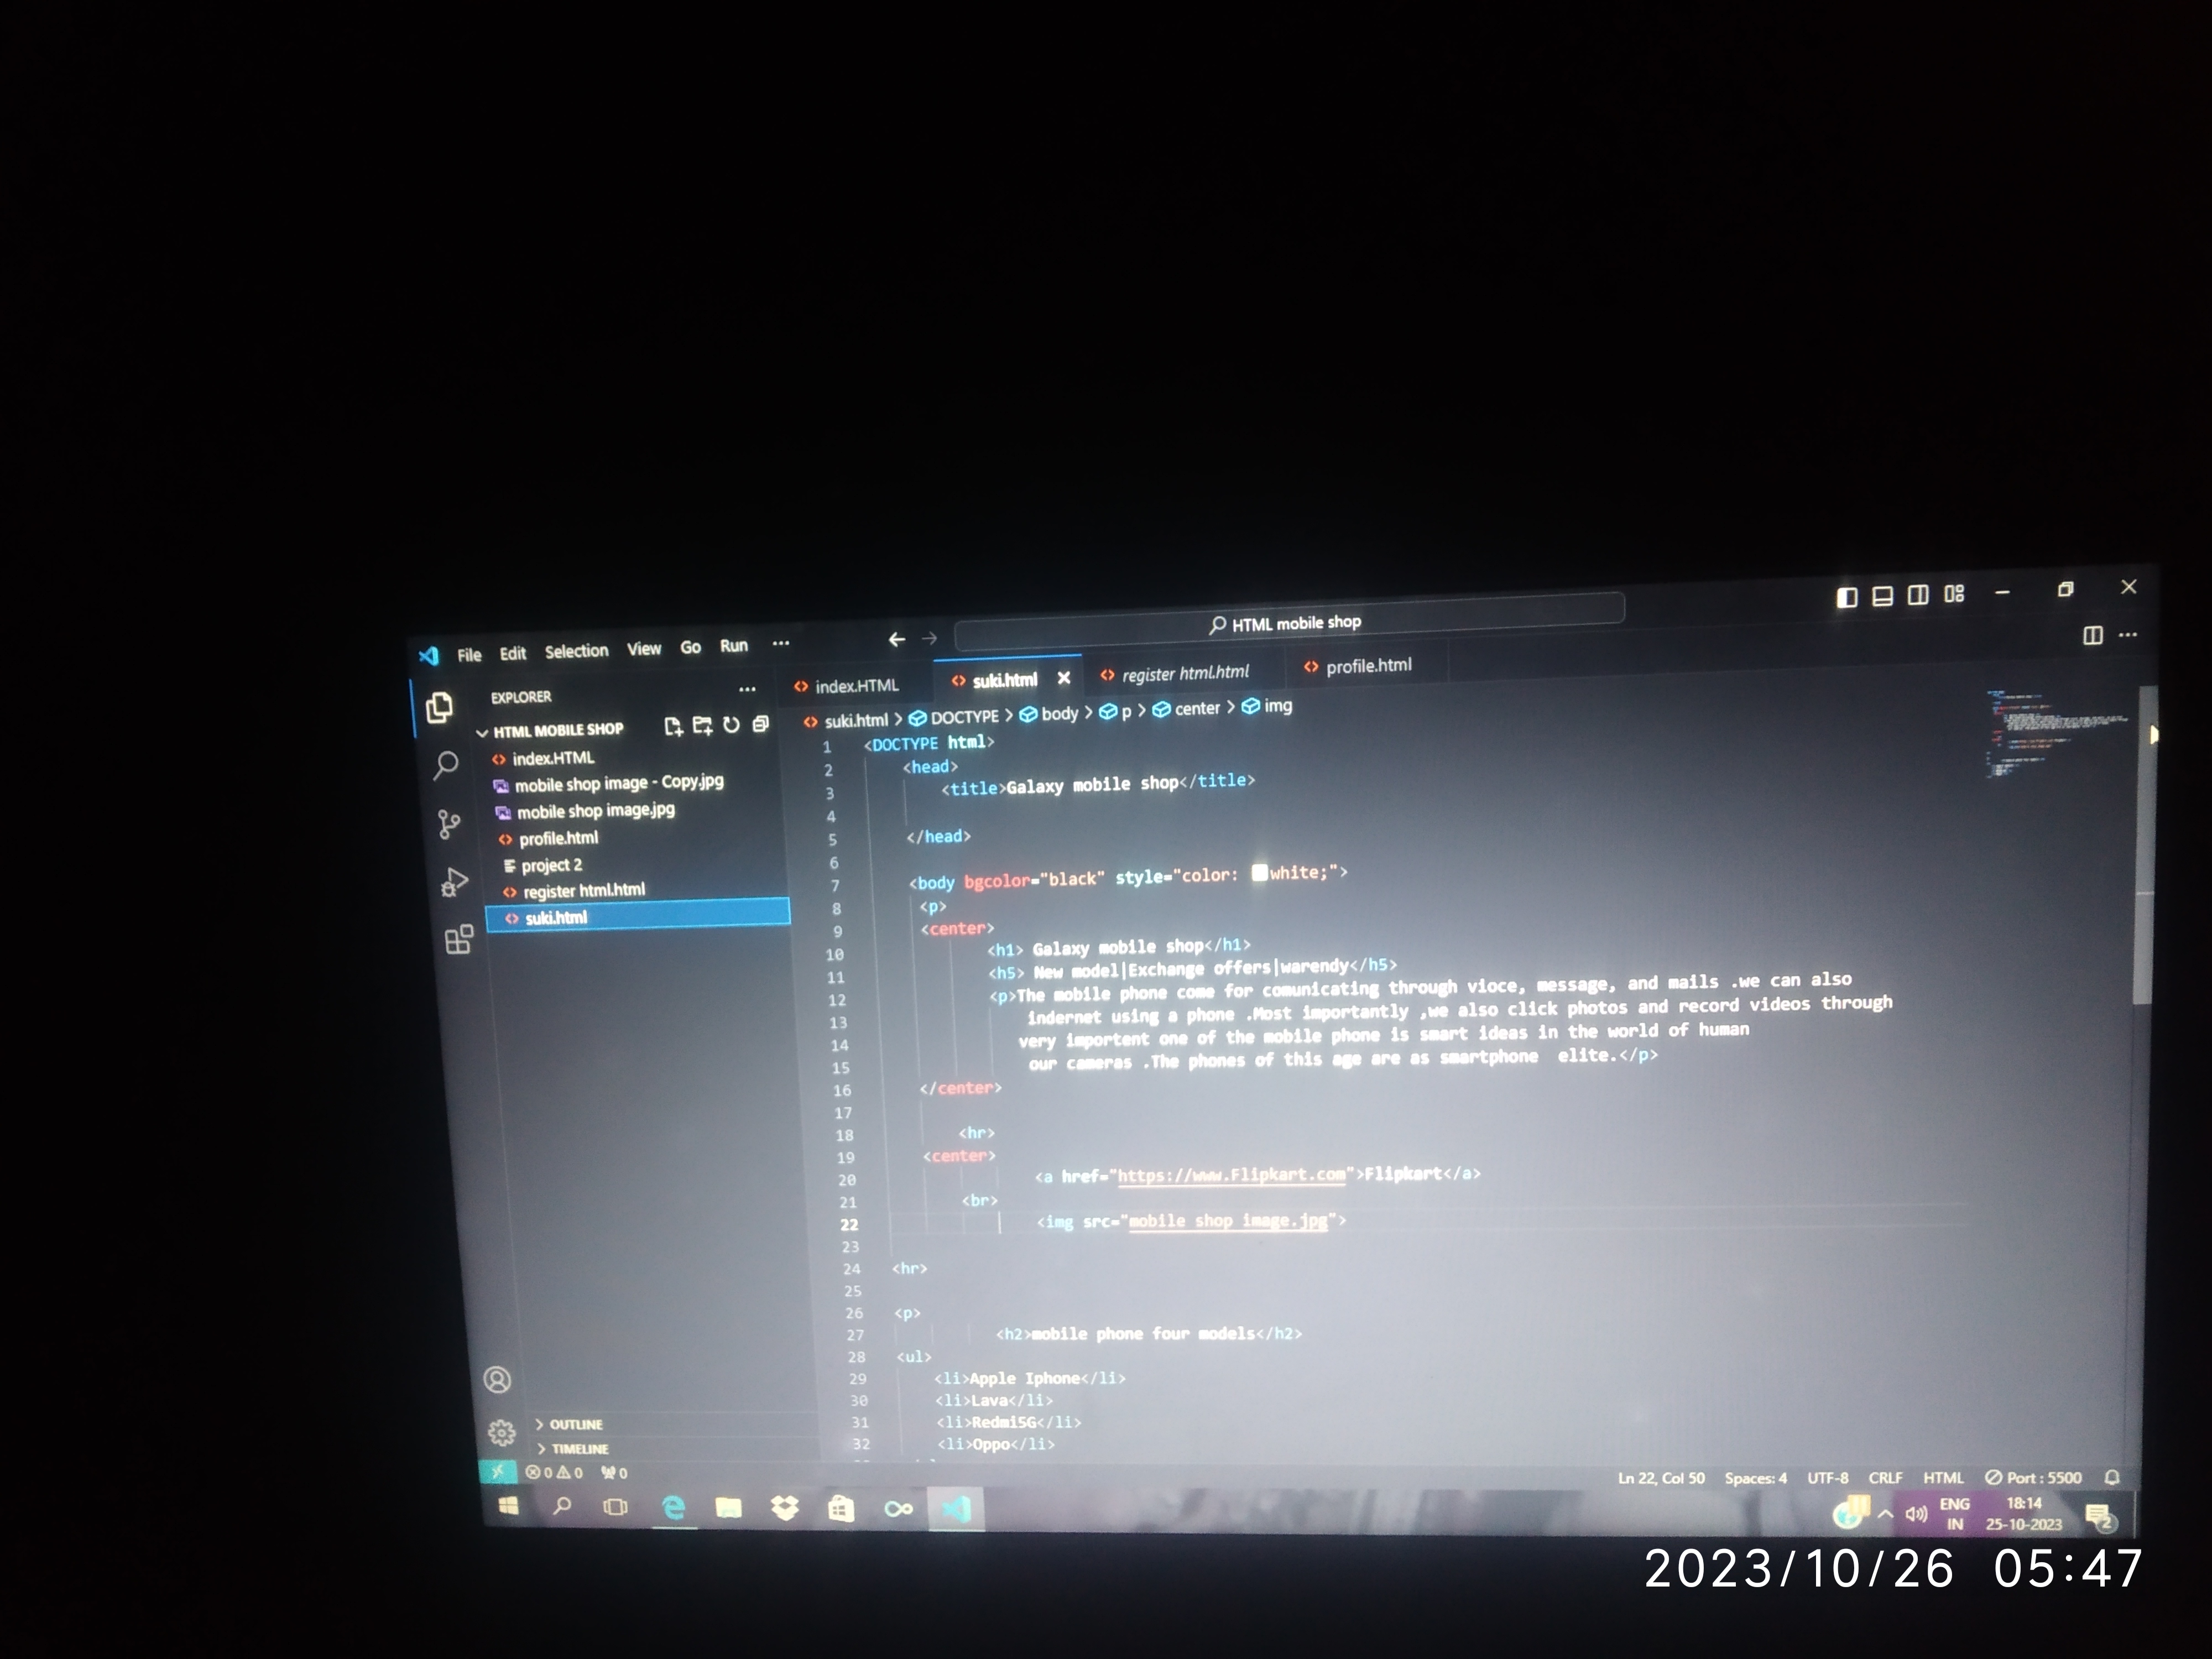 File Edit Selection View Go Run ...
HTML mobile shop
EXPLORER ...
HTML MOBILE SHOP
index.HTML
mobile shop image - Copy.jpg
mobile shop image.jpg
profile.html
project 2
register html.html
suki.html
OUTLINE
TIMELINE
index.HTML suki.html register html.html profile.html
suki.html > DOCTYPE > body > p > center > img
1 <DOCTYPE html>
2 <head>
3 <title>Galaxy mobile shop</title>
4
5 </head>
6
7 <body bgcolor="black" style="color: white;">
8 <p>
9 <center>
10 <h1> Galaxy mobile shop</h1>
11 <h5> New model|Exchange offers|warendy</h5>
12 <p>The mobile phone come for comunicating through vioce, message, and mails .we can also
13 indernet using a phone .Most importantly ,we also click photos and record videos through
14 very importent one of the mobile phone is smart ideas in the world of human
15 our cameras .The phones of this age are as smartphone elite.</p>
16 </center>
17
18 <hr>
19 <center>
20 <a href="https://www.Flipkart.com">Flipkart</a>
21 <br>
22 <img src="mobile shop image.jpg">
23
24 <hr>
25
26 <p>
27 <h2>mobile phone four models</h2>
28 <ul>
29 <li>Apple Iphone</li>
30 <li>Lava</li>
31 <li>Redmi5G</li>
32 <li>Oppo</li>
0 0 0
Ln 22, Col 50 Spaces: 4 UTF-8 CRLF HTML Port : 5500
ENG
IN
18:14
25-10-2023
2
2023/10/26 05:47